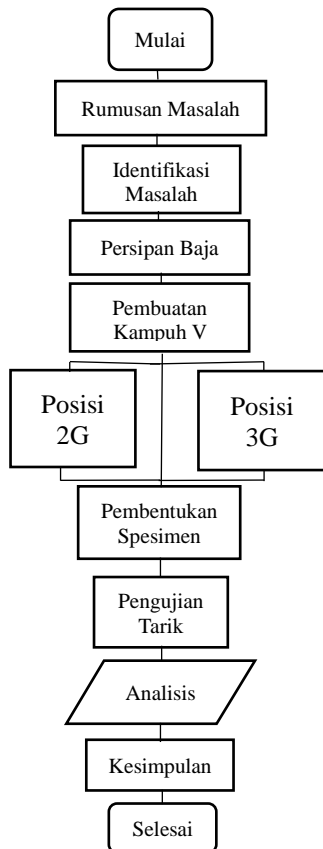 Mulai
Rumusan Masalah
Identifikasi
Masalah
Persipan Baja
Pembuatan
Kampuh V
Posisi
2G
Posisi
3G
Pembentukan
Spesimen
Pengujian
Tarik
Analisis
Kesimpulan
Selesai